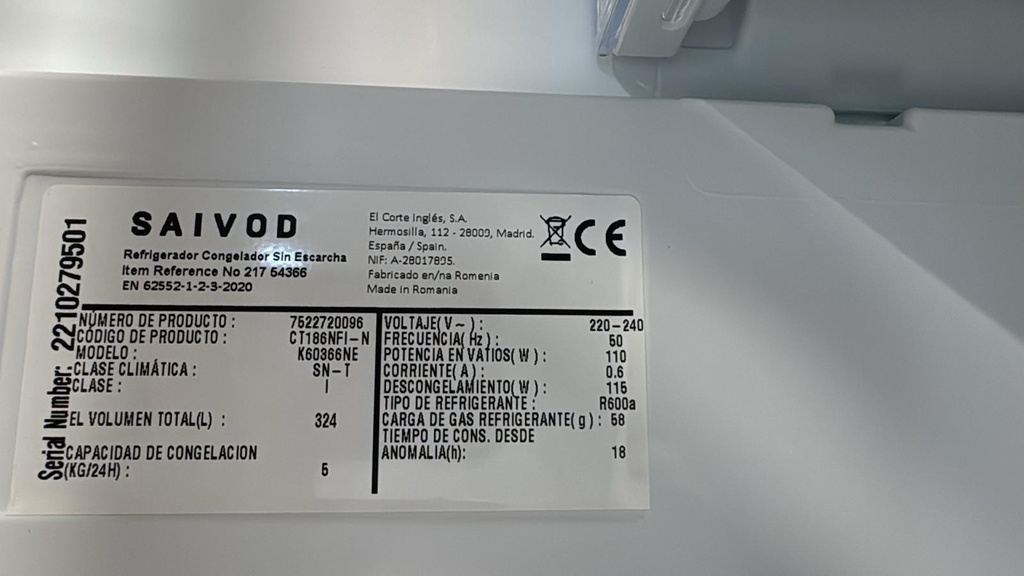 SAIVOD
Refrigerador Congelador Sin Escarcha
Item Reference No 217 64366
EN 62552-1-2-3-2020
El Corte Inglés, S.A.
Hermosilla, 112 - 28009, Madrid.
España / Spain.
NIF: A-28017895.
Fabricado en/na Romenia
Made in Romania
CE
Serial Number: 2210279501
NÚMERO DE PRODUCTO : 7522720096
CÓDIGO DE PRODUCTO : CT186NFI-N
MODELO : K60366NE
CLASE CLIMÁTICA : SN-T
CLASE : I
EL VOLUMEN TOTAL(L) : 324
CAPACIDAD DE CONGELACION
(KG/24H) : 5
VOLTAJE( V ~ ) : 220-240
FRECUENCIA( Hz ) : 50
POTENCIA EN VATIOS( W ) : 110
CORRIENTE( A ) : 0.6
DESCONGELAMIENTO( W ) : 115
TIPO DE REFRIGERANTE : R600a
CARGA DE GAS REFRIGERANTE( g ) : 58
TIEMPO DE CONS. DESDE
ANOMALIA(h): 18